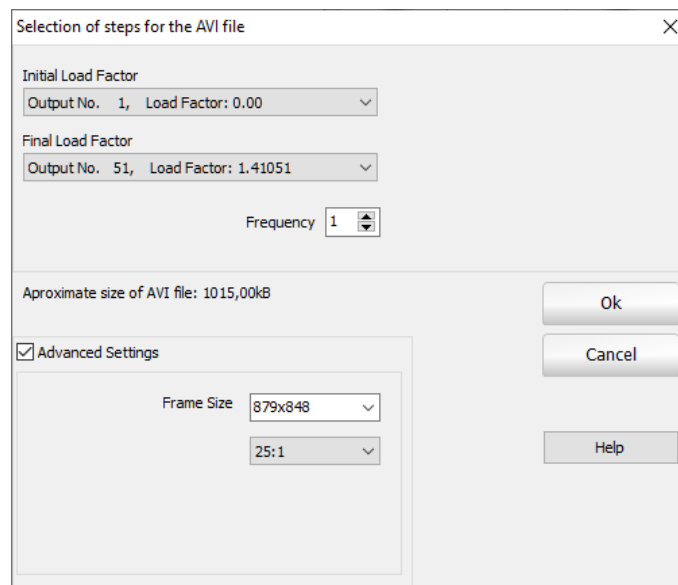 Selection of steps for the AVI file
Initial Load Factor
Output No. 1, Load Factor: 0.00
Final Load Factor
Output No. 51, Load Factor: 1.41051
Frequency 1
Aproximate size of AVI file: 1015,00kB
Ok
Advanced Settings
Cancel
Frame Size 879x848
25:1
Help